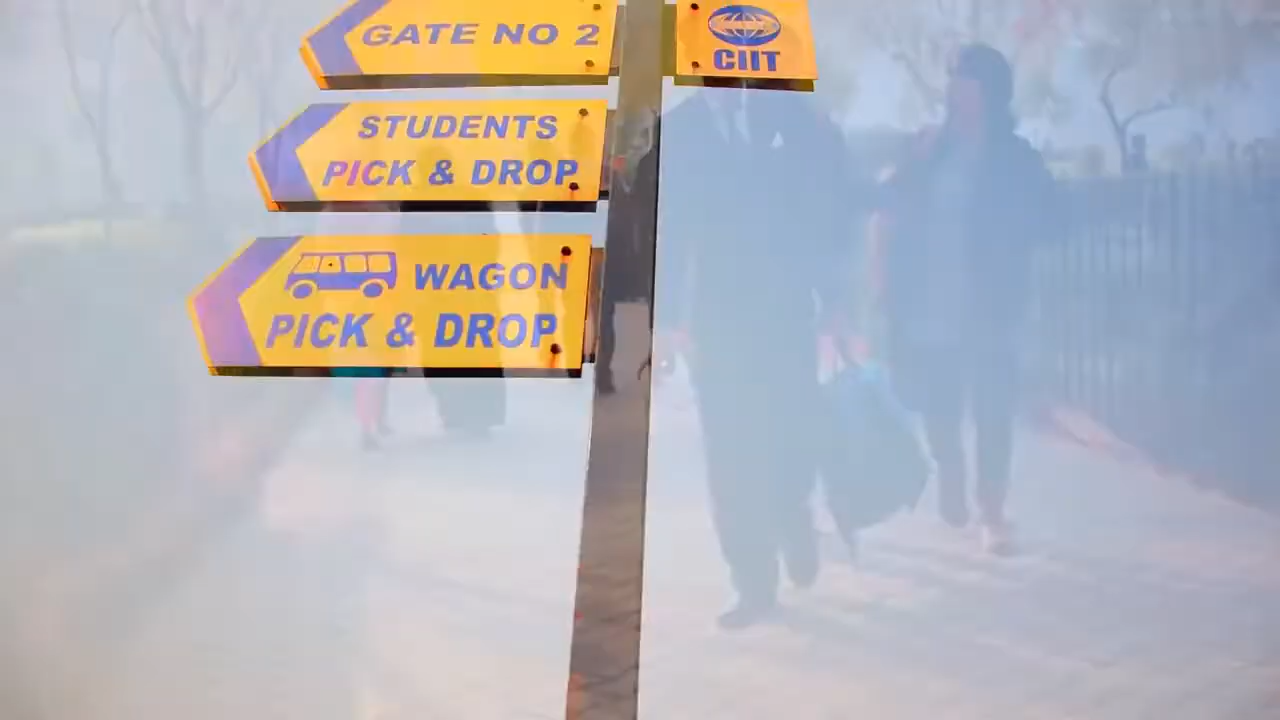 GATE NO 2
CIIT
STUDENTS
PICK & DROP
WAGON
PICK & DROP